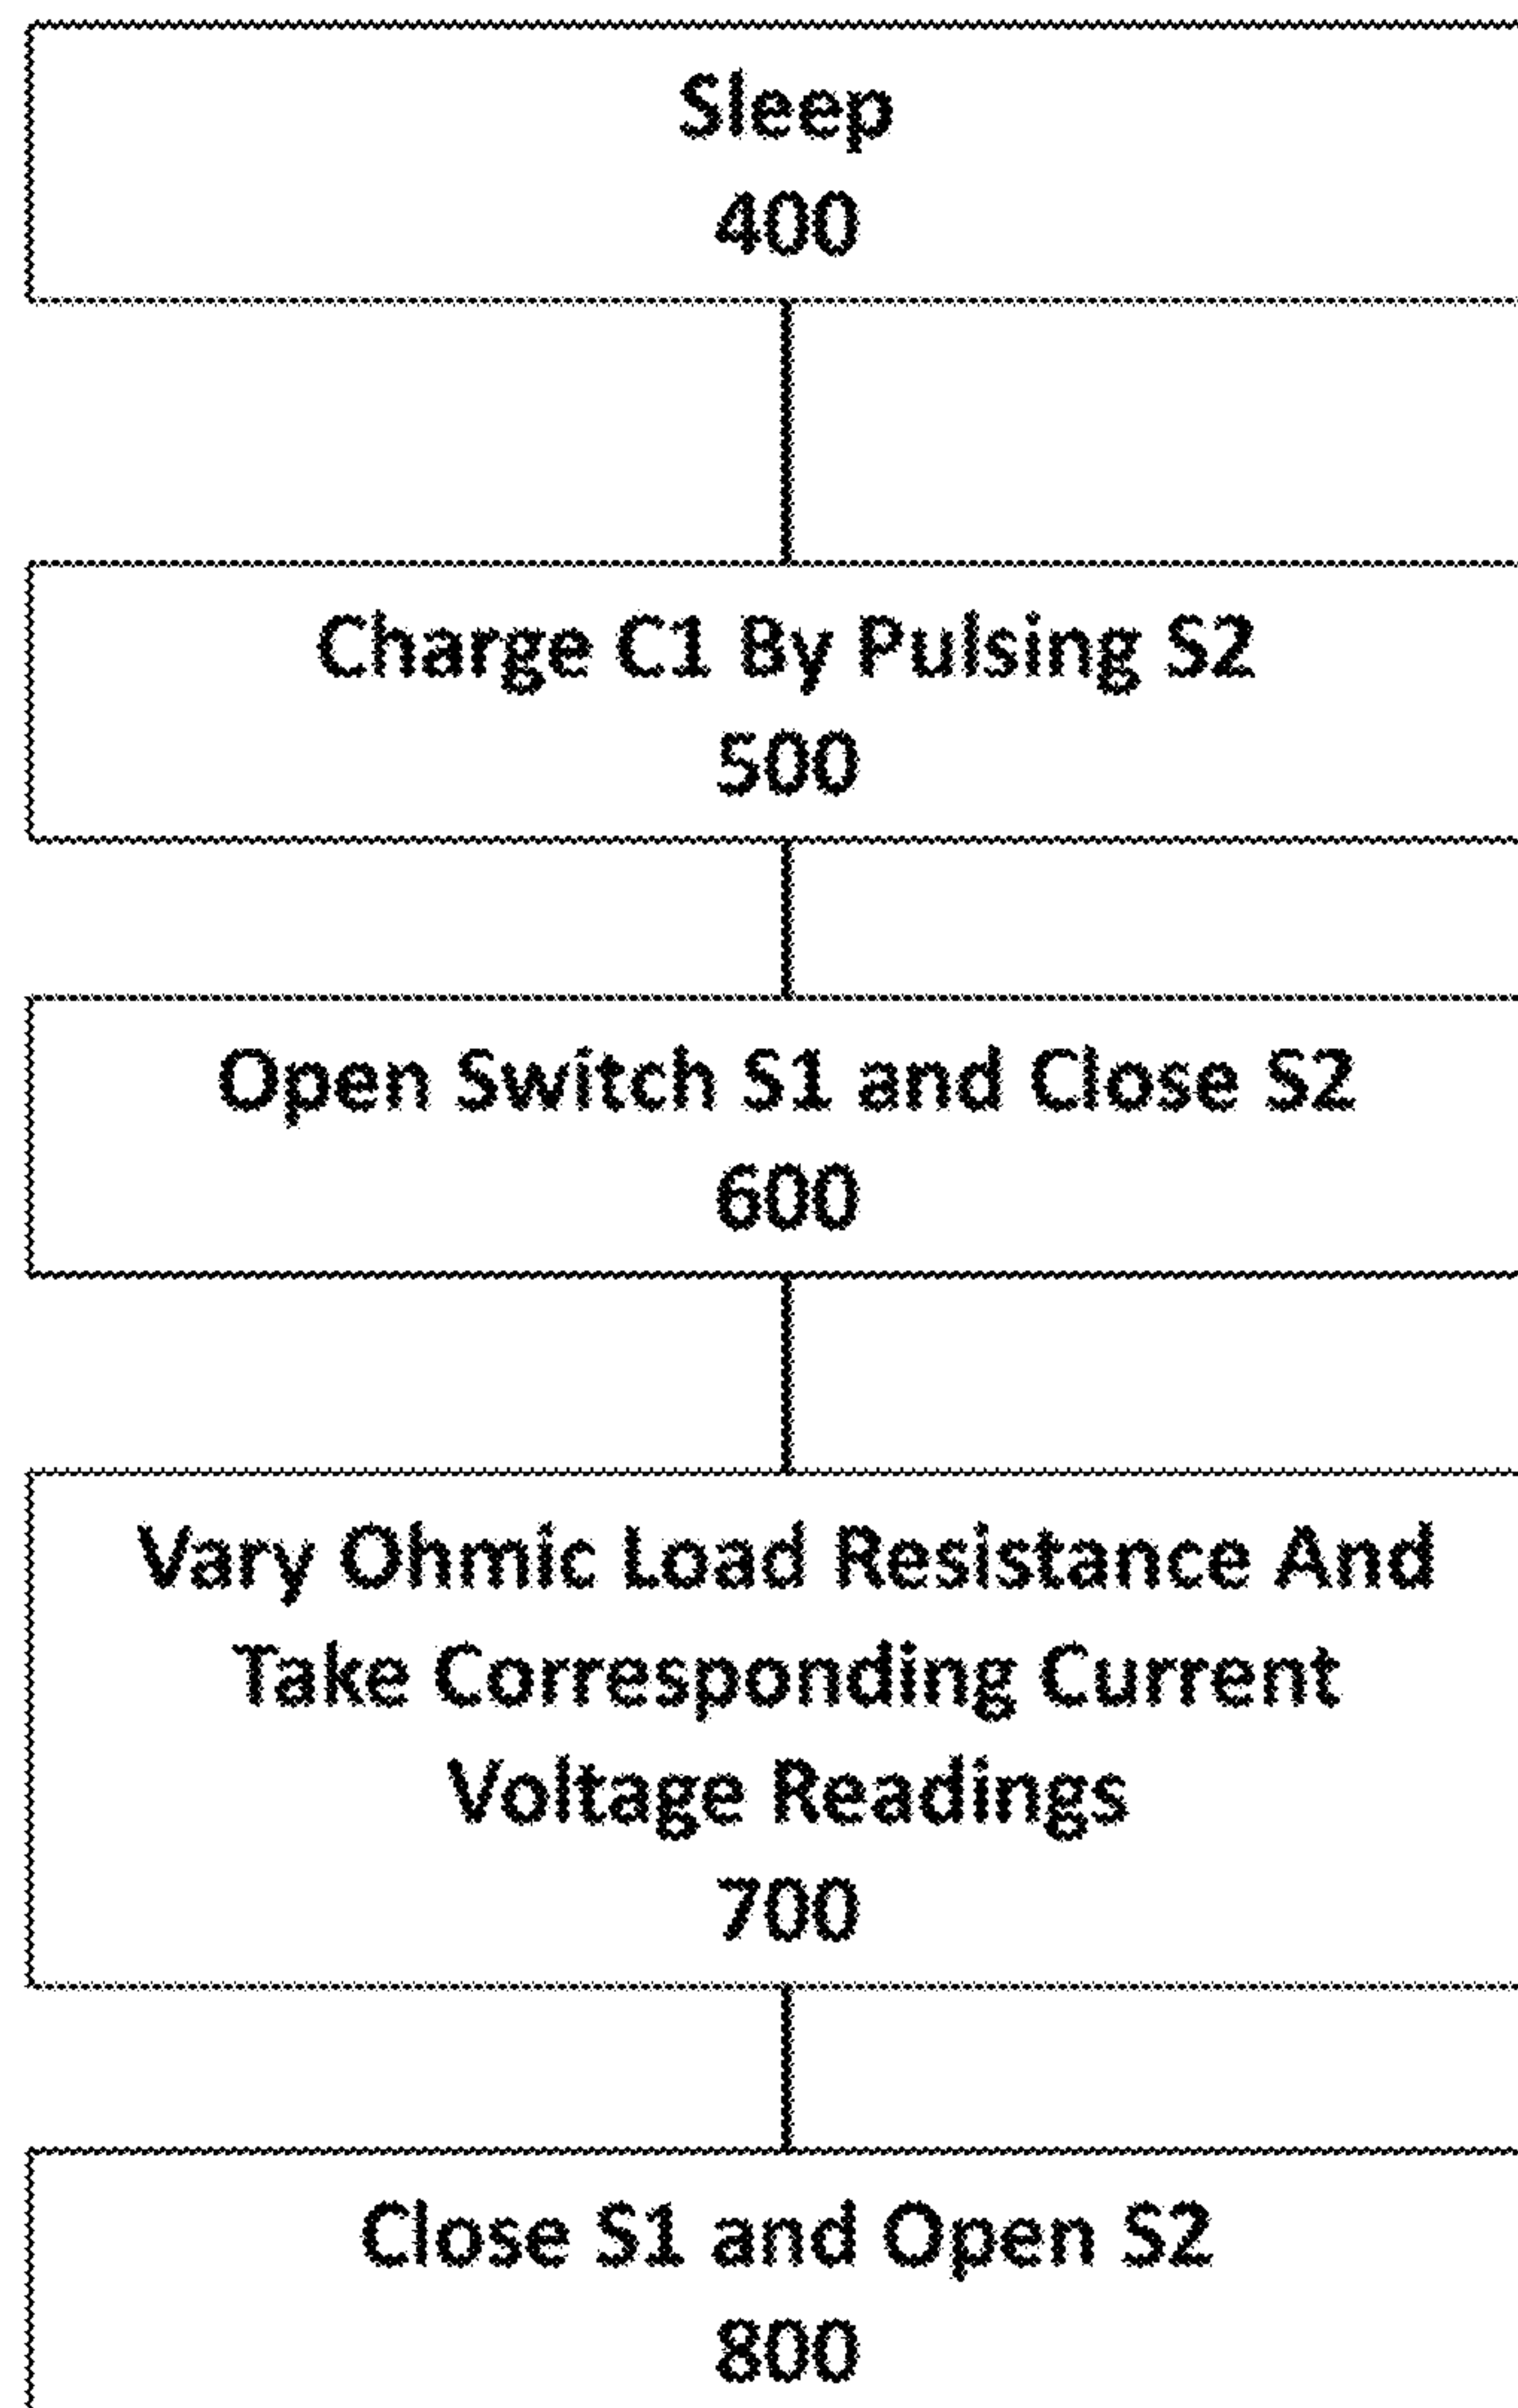 Sleep
400
Charge C1 By Pulsing S2
500
Open Switch S1 and Close S2
600
Vary Ohmic Load Resistance And
Take Corresponding Current
Voltage Readings
700
Close S1 and Open S2
800